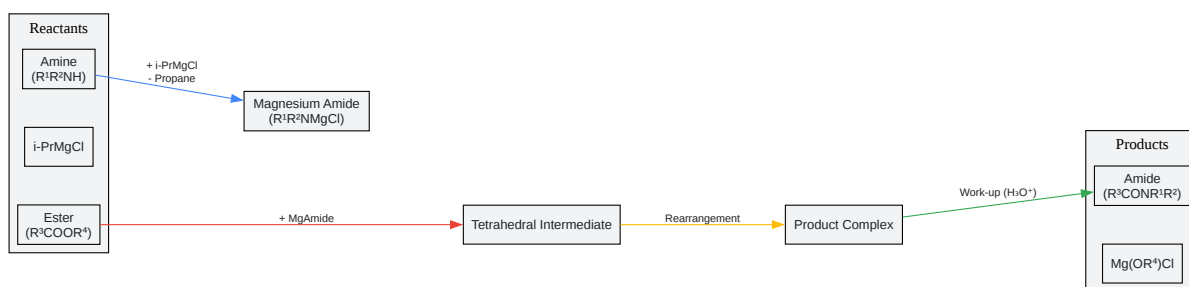 Reactants
Amine
(R¹R²NH)
+ i-PrMgCl
- Propane
Magnesium Amide
(R¹R²NMgCl)
i-PrMgCl
Ester
(R³COOR⁴)
+ MgAmide
Tetrahedral Intermediate
Rearrangement
Product Complex
Work-up (H₃O⁺)
Products
Amide
(R³CONR¹R²)
Mg(OR⁴)Cl